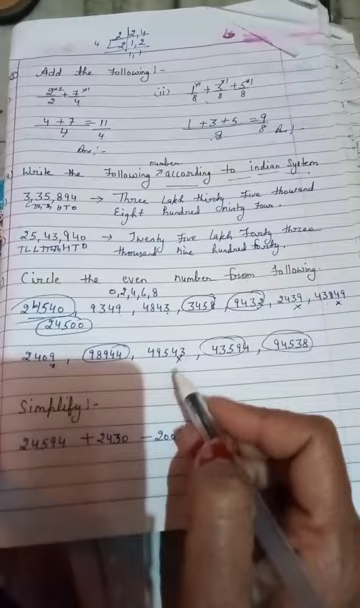 4 2 2,4
2 1,2
1,1
Add the following:-
2×2/2 + 7×1/4 ii) 1×1/8 + 3×1/8 + 5×1/8
4+7/4 = 11/4 1+3+5/8 = 9/8 Ans:-
Ans:-
number
Write the following according to indian System
3,35,894 → Three Lakh thirty five thousand
Eight hundred ninty four.
25,43,940 → Twenty five Lakh forty three
thousand nine hundred forty.
Circle the even number from following.
0,2,4,6,8
24540, 9349, 4843, 3458, 9432, 2439, 43849
24500
2409, 98944, 49543, 43594, 94538
Simplify:-
24594 + 2430 - 200